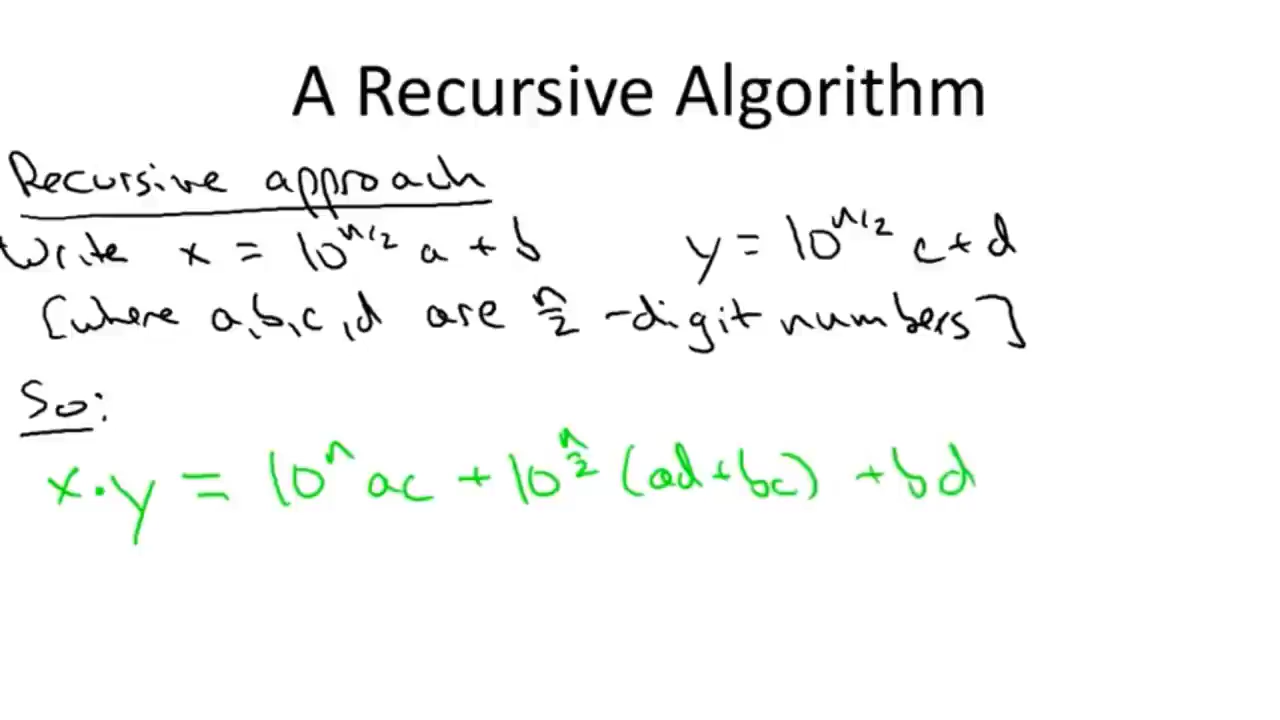 A Recursive Algorithm
Recursive approach
Write x = 10^{n/2} a + b y = 10^{n/2} c + d
[where a,b,c,d are n/2 -digit numbers]
So:
x·y = 10^n ac + 10^{n/2} (ad+bc) + bd